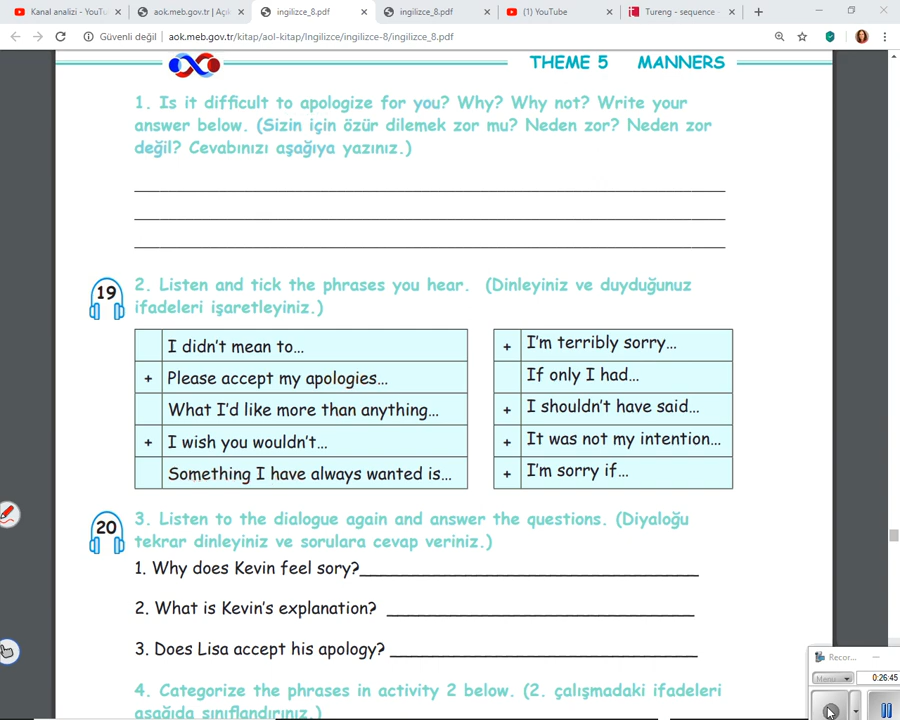 Kanal analizi - YouTu
aok.meb.gov.tr | Açık
ingilizce_8.pdf
ingilizce_8.pdf
(1) YouTube
Tureng - sequence -
Güvenli değil | aok.meb.gov.tr/kitap/aol-kitap/Ingilizce/ingilizce-8/ingilizce_8.pdf
THEME 5 MANNERS
1. Is it difficult to apologize for you? Why? Why not? Write your
answer below. (Sizin için özür dilemek zor mu? Neden zor? Neden zor
değil? Cevabınızı aşağıya yazınız.)
19
2. Listen and tick the phrases you hear. (Dinleyiniz ve duyduğunuz
ifadeleri işaretleyiniz.)
I didn't mean to...
+ Please accept my apologies...
What I'd like more than anything...
+ I wish you wouldn't...
Something I have always wanted is...
+ I'm terribly sorry...
If only I had...
+ I shouldn't have said...
+ It was not my intention...
+ I'm sorry if...
20
3. Listen to the dialogue again and answer the questions. (Diyaloğu
tekrar dinleyiniz ve sorulara cevap veriniz.)
1. Why does Kevin feel sory?
2. What is Kevin's explanation?
3. Does Lisa accept his apology?
4. Categorize the phrases in activity 2 below. (2. çalışmadaki ifadeleri
aşağıda sınıflandırınız.)
Recor...
Menu
0:26:45